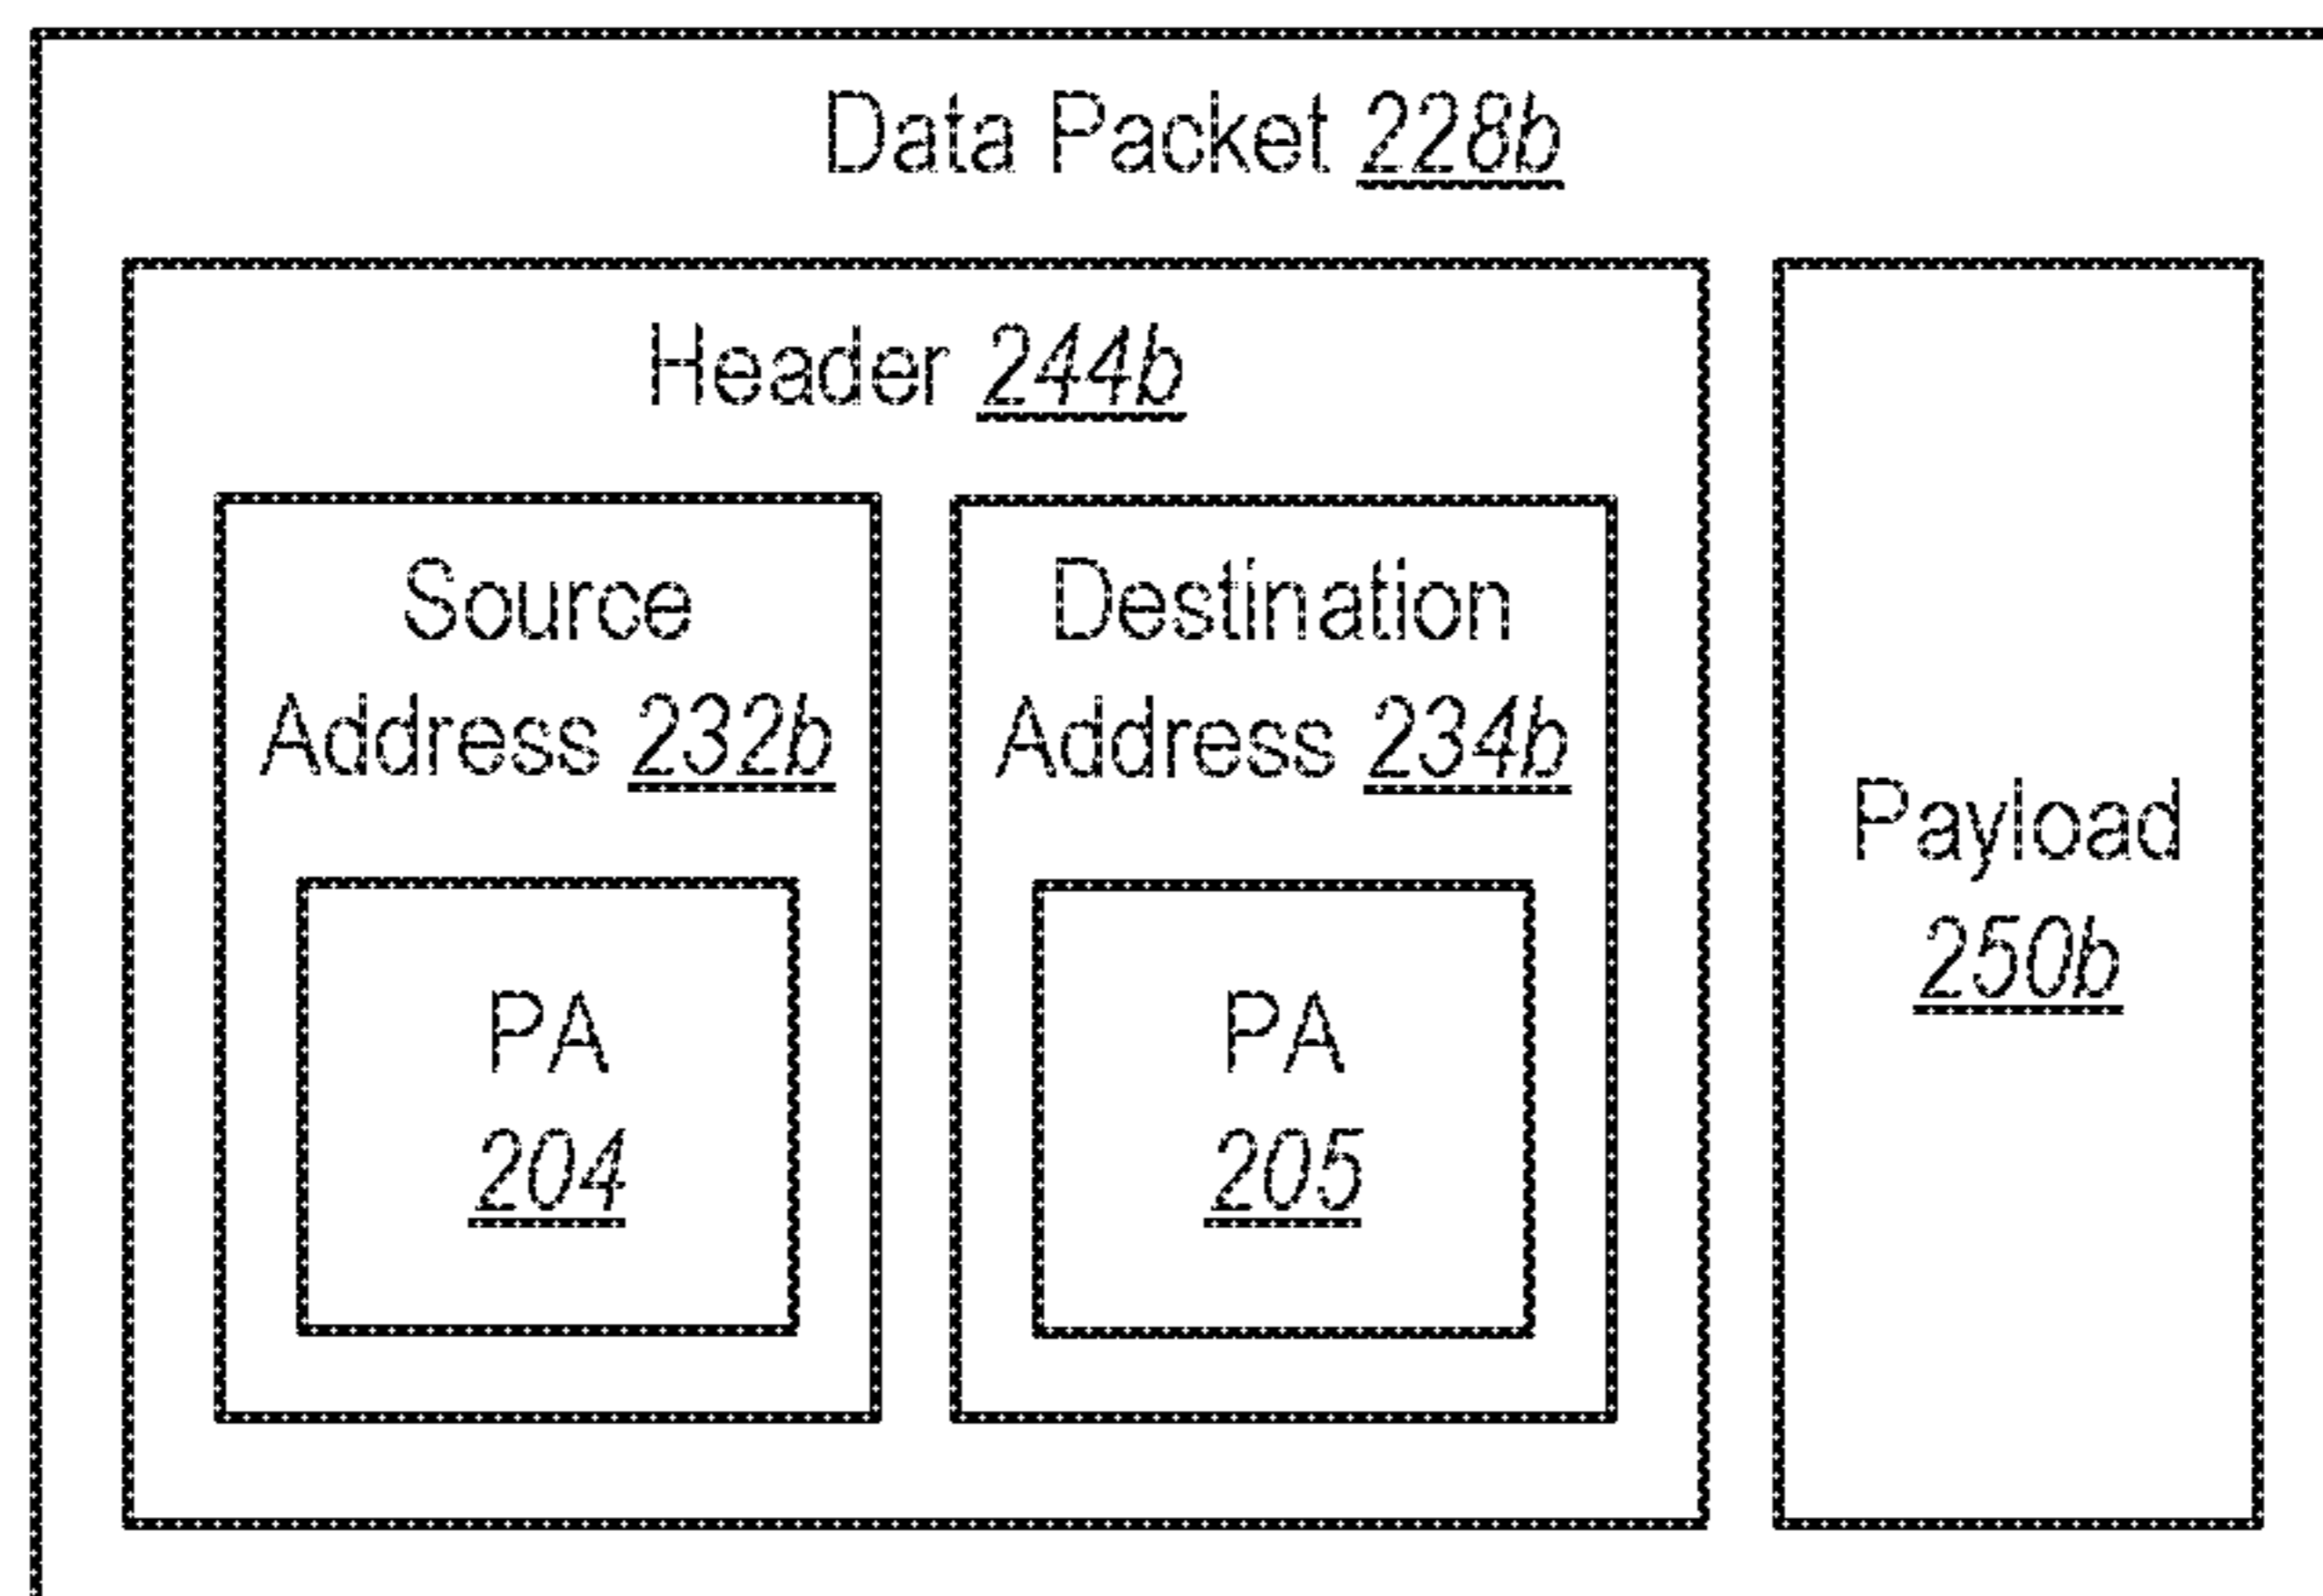 Data Packet 228b
Header 244b
Source
Address 232b
PA
204
Destination
Address 234b
PA
205
Payload
250b